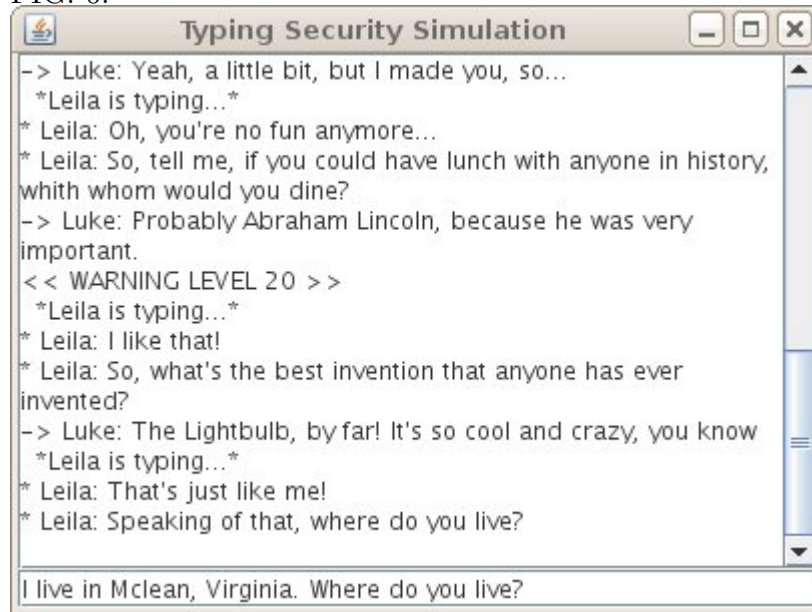 FIG. 6.
Typing Security Simulation
-> Luke: Yeah, a little bit, but I made you, so...
*Leila is typing...*
* Leila: Oh, you're no fun anymore...
* Leila: So, tell me, if you could have lunch with anyone in history,
whith whom would you dine?
-> Luke: Probably Abraham Lincoln, because he was very
important.
< < WARNING LEVEL 20 > >
*Leila is typing...*
* Leila: I like that!
* Leila: So, what's the best invention that anyone has ever
invented?
-> Luke: The Lightbulb, by far! It's so cool and crazy, you know
*Leila is typing...*
* Leila: That's just like me!
* Leila: Speaking of that, where do you live?
I live in Mclean, Virginia. Where do you live?